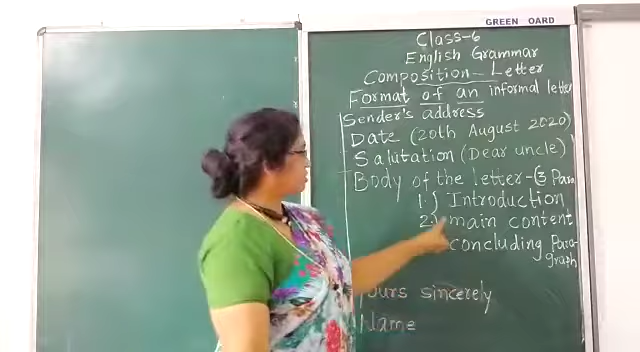 GREEN OARD
Class-6
English Grammar
Composition - Letter
Format of an informal letter
Sender's address
Date (20th August 2020)
Salutation (Dear uncle)
Body of the letter-(3 Para
1.) Introduction
2.) main content
concluding Para-
graph
yours sincerely
Name